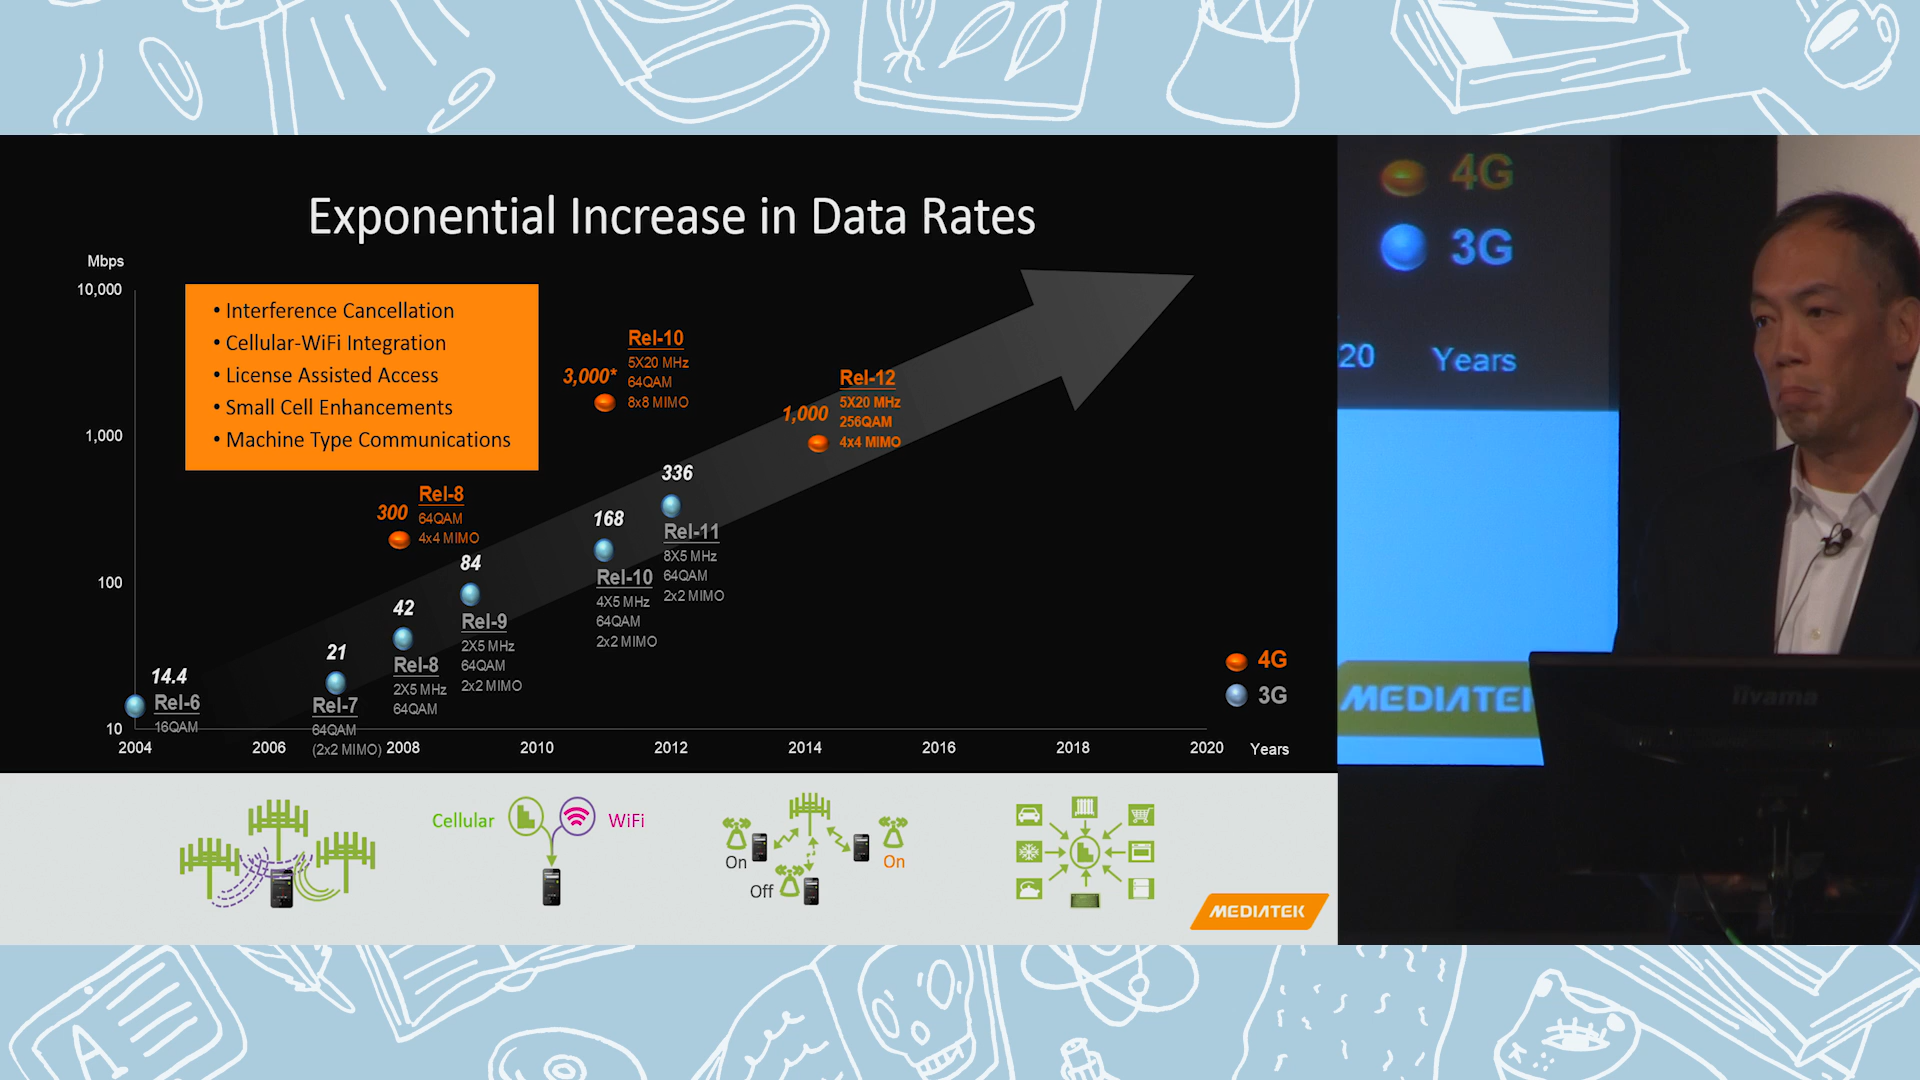 Exponential Increase in Data Rates
Mbps
10,000
1,000
100
10
• Interference Cancellation
• Cellular-WiFi Integration
• License Assisted Access
• Small Cell Enhancements
• Machine Type Communications
14.4
Rel-6
16QAM
21
Rel-7
64QAM
(2x2 MIMO)
42
Rel-8
2X5 MHz
64QAM
300
Rel-8
64QAM
4x4 MIMO
84
Rel-9
2X5 MHz
64QAM
2x2 MIMO
3,000*
Rel-10
5X20 MHz
64QAM
8x8 MIMO
168
Rel-10
4X5 MHz
64QAM
2x2 MIMO
336
Rel-11
8X5 MHz
64QAM
2x2 MIMO
1,000
Rel-12
5X20 MHz
256QAM
4x4 MIMO
4G
3G
2004 2006 2008 2010 2012 2014 2016 2018 2020 Years
Cellular WiFi
On
Off
On
MEDIATEK
4G
3G
20 Years
MEDIATEK
iiyama
A